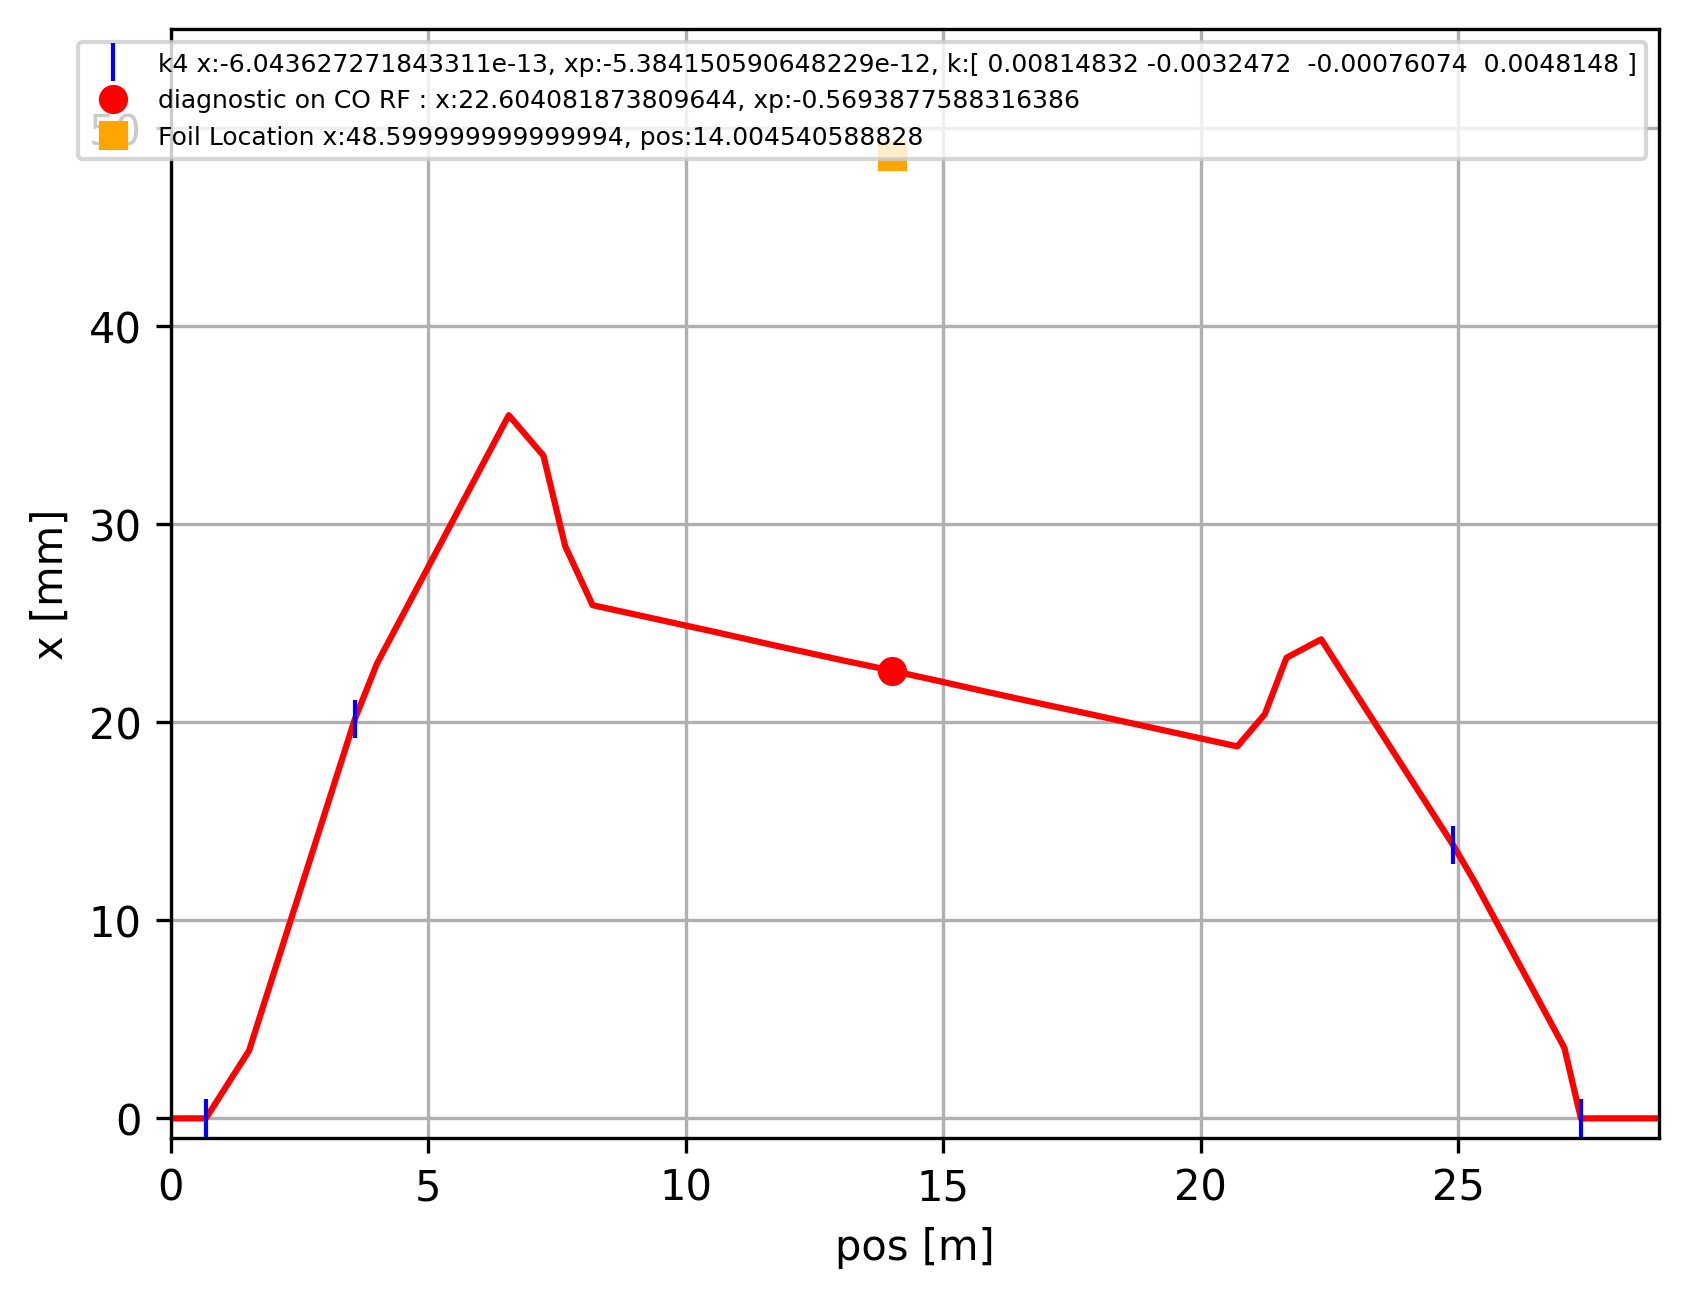 k4 x:-6.043627271843311e-13, xp:-5.384150590648229e-12, k:[ 0.00814832 -0.0032472  -0.00076074  0.0048148 ]
diagnostic on CO RF : x:22.604081873809644, xp:-0.5693877588316386
Foil Location x:48.599999999999994, pos:14.004540588828
50
40
30
20
10
0
x [mm]
0 5 10 15 20 25
pos [m]